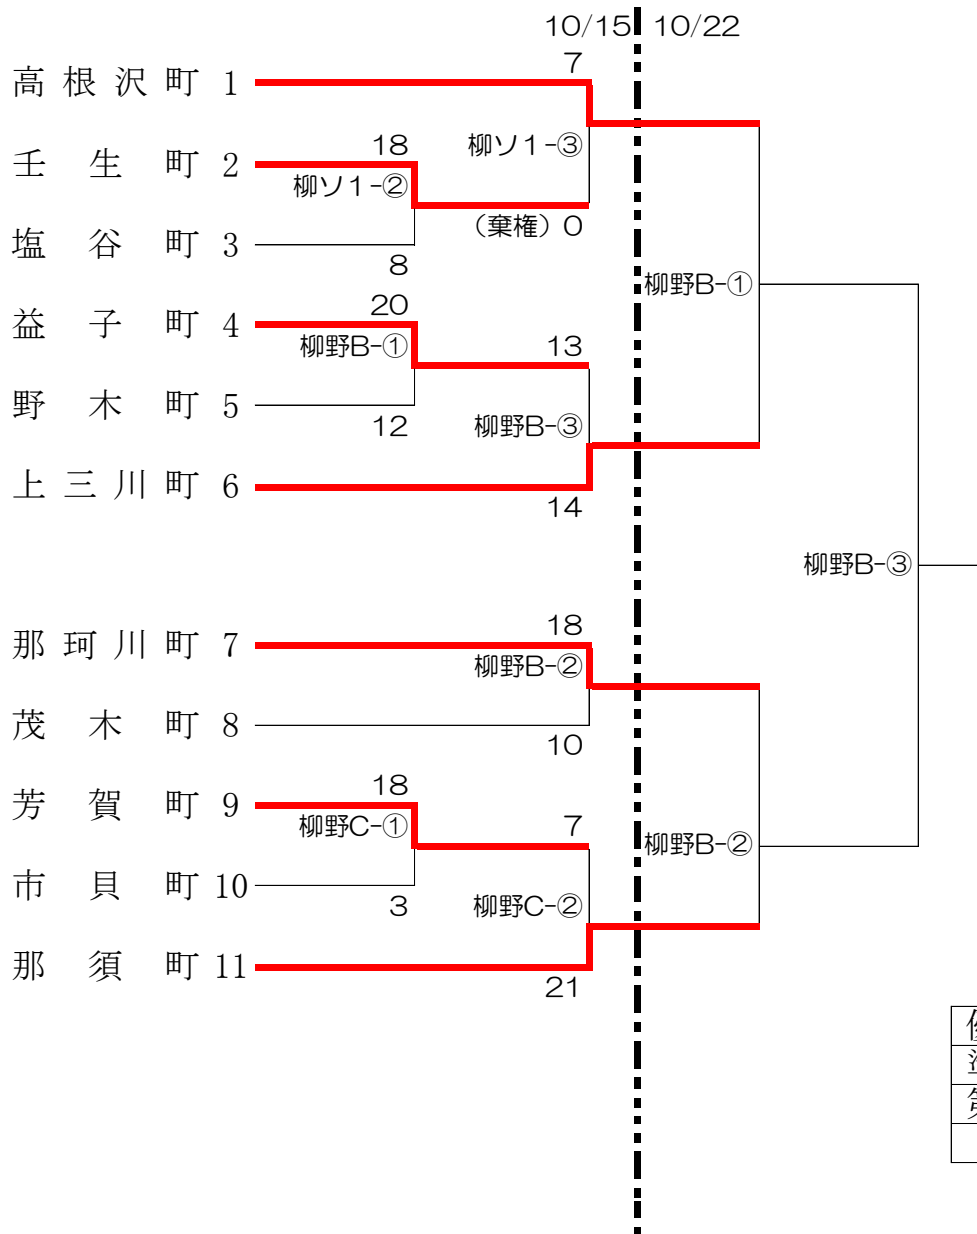 10/15 10/22
7
高根沢町 1
18
柳ソ1-③
壬生町 2
柳ソ1-②
(棄権) 0
塩谷町 3
8
柳野B-①
20
益子町 4
柳野B-①
13
野木町 5
12
柳野B-③
上三川町 6
14
柳野B-③
18
那珂川町 7
柳野B-②
茂木町 8
10
18
芳賀町 9
柳野C-①
7
柳野B-②
市貝町 10
3
柳野C-②
那須町 11
21